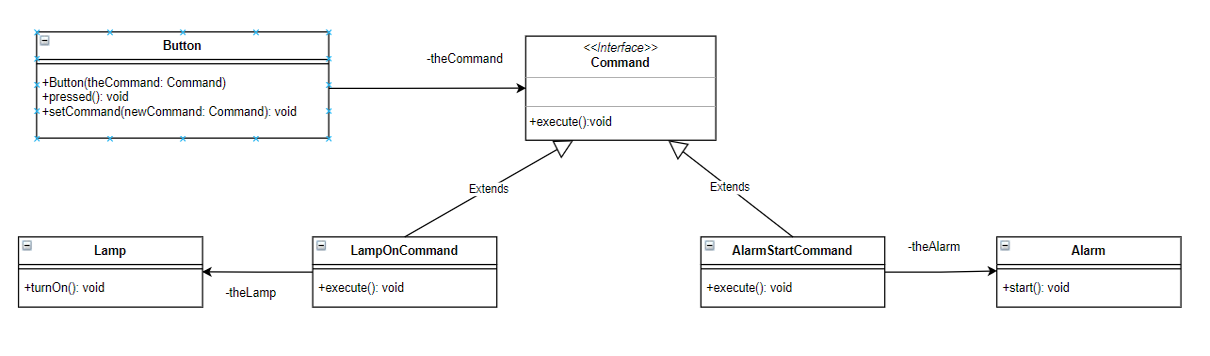 Button
+Button(theCommand: Command)
+pressed(): void
+setCommand(newCommand: Command): void
-theCommand
<<Interface>>
Command
+execute():void
Extends
Extends
Lamp
+turnOn(): void
-theLamp
LampOnCommand
+execute(): void
AlarmStartCommand
+execute(): void
-theAlarm
Alarm
+start(): void